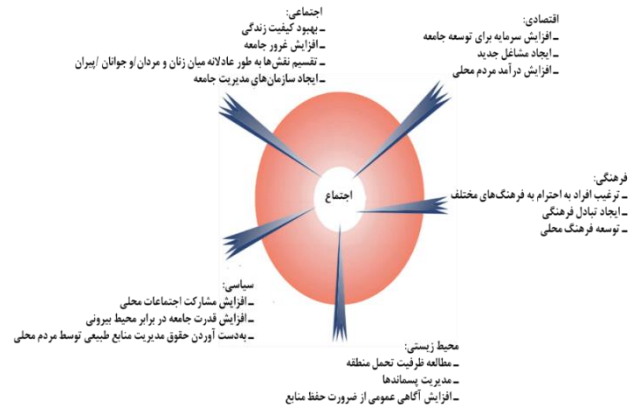 اجتماعی:
ـ بهبود کیفیت زندگی
ـ افزایش غرور جامعه
ـ تقسیم نقش‌ها به طور عادلانه میان زنان و مردان/و جوانان /پیران
ـ ایجاد سازمان‌های مدیریت جامعه
اقتصادی:
ـ افزایش سرمایه برای توسعه جامعه
ـ ایجاد مشاغل جدید
ـ افزایش درآمد مردم محلی
اجتماع
فرهنگی:
ـ ترغیب افراد به احترام به فرهنگ‌های مختلف
ـ ایجاد تبادل فرهنگی
ـ توسعه فرهنگ محلی
سیاسی:
ـ افزایش مشارکت اجتماعات محلی
ـ افزایش قدرت جامعه در برابر محیط بیرونی
ـ به‌دست آوردن حقوق مدیریت منابع طبیعی توسط مردم محلی
محیط زیستی:
ـ مطالعه ظرفیت تحمل منطقه
ـ مدیریت پسماندها
ـ افزایش آگاهی عمومی از ضرورت حفظ منابع